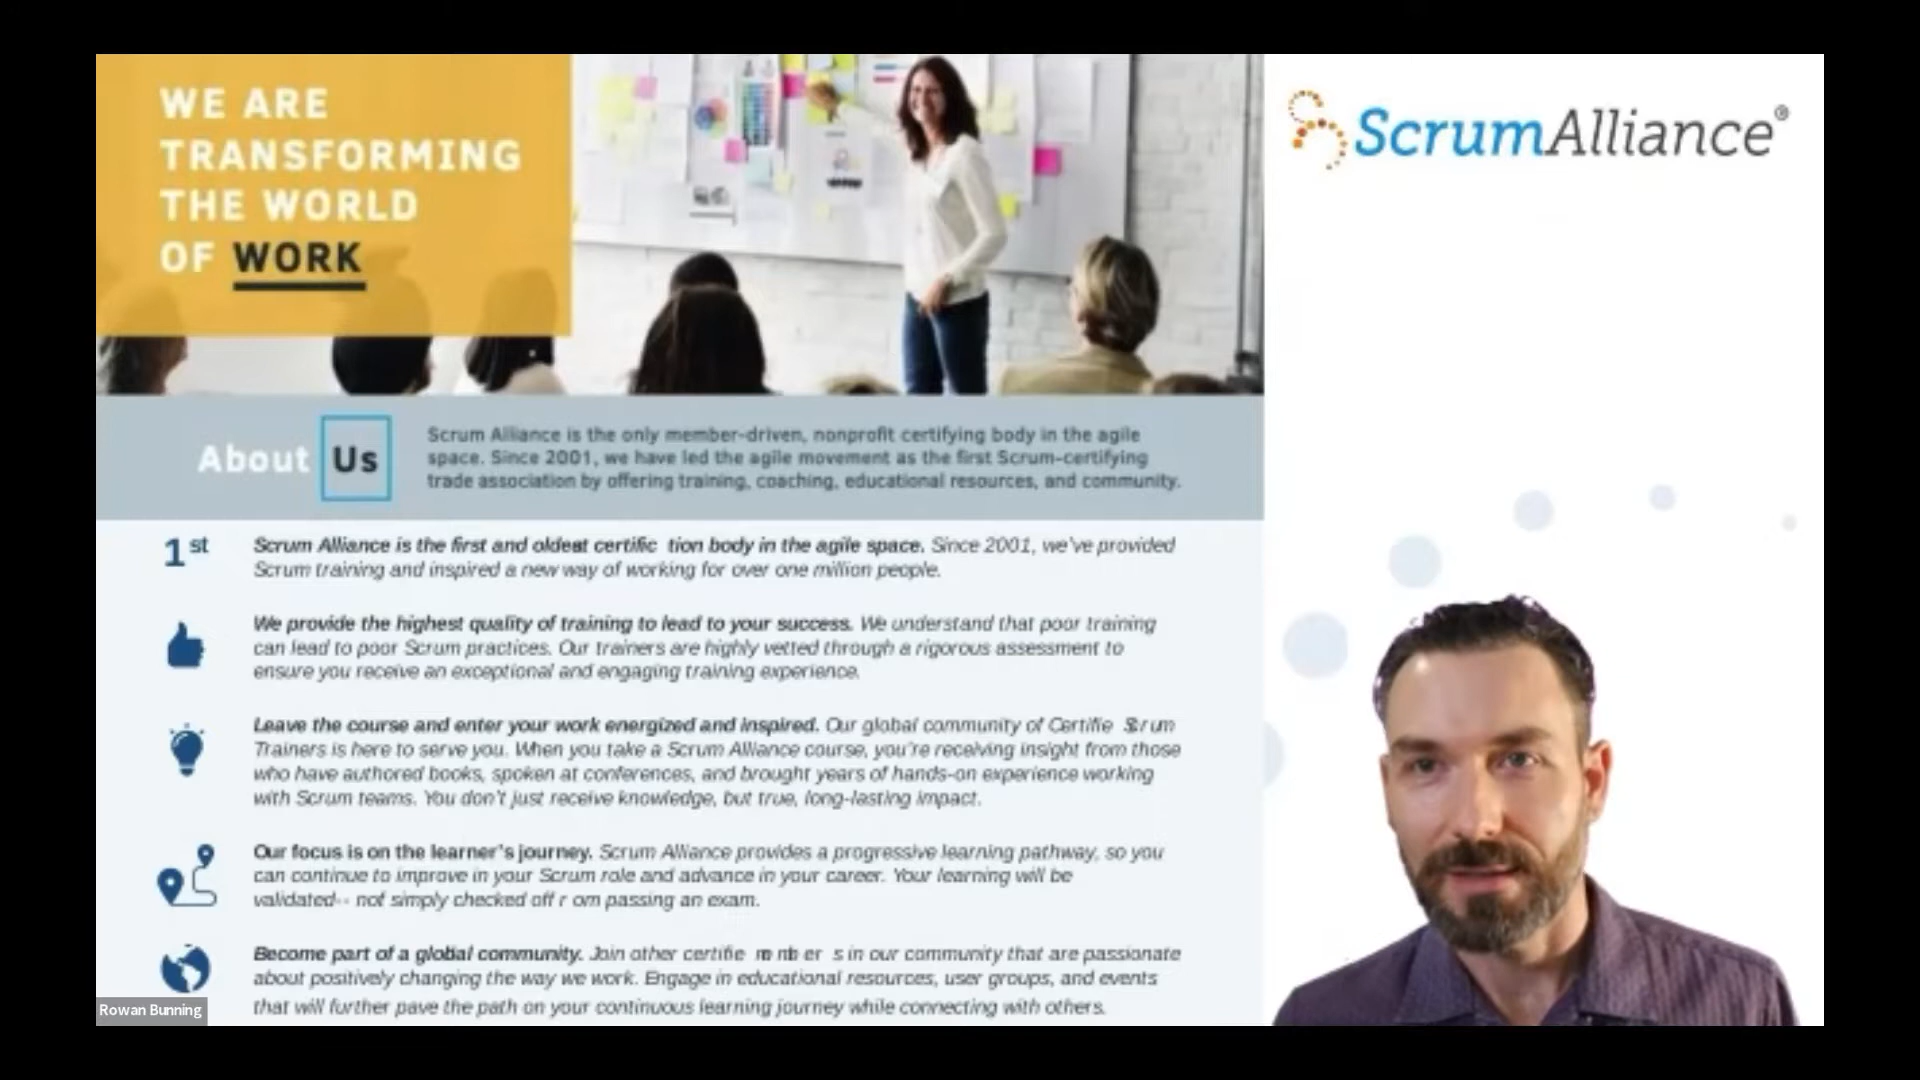 WE ARE
TRANSFORMING
THE WORLD
OF WORK
ScrumAlliance®
About Us
Scrum Alliance is the only member-driven, nonprofit certifying body in the agile
space. Since 2001, we have led the agile movement as the first Scrum-certifying
trade association by offering training, coaching, educational resources, and community.
1st
Scrum Alliance is the first and oldest certific tion body in the agile space. Since 2001, we've provided
Scrum training and inspired a new way of working for over one million people.
We provide the highest quality of training to lead to your success. We understand that poor training
can lead to poor Scrum practices. Our trainers are highly vetted through a rigorous assessment to
ensure you receive an exceptional and engaging training experience.
Leave the course and enter your work energized and inspired. Our global community of Certifie Scrum
Trainers is here to serve you. When you take a Scrum Alliance course, you're receiving insight from those
who have authored books, spoken at conferences, and brought years of hands-on experience working
with Scrum teams. You don't just receive knowledge, but true, long-lasting impact.
Our focus is on the learner's journey. Scrum Alliance provides a progressive learning pathway, so you
can continue to improve in your Scrum role and advance in your career. Your learning will be
validated-- not simply checked off r om passing an exam.
Become part of a global community. Join other certifie m mb er s in our community that are passionate
about positively changing the way we work. Engage in educational resources, user groups, and events
that will further pave the path on your continuous learning journey while connecting with others.
Rowan Bunning